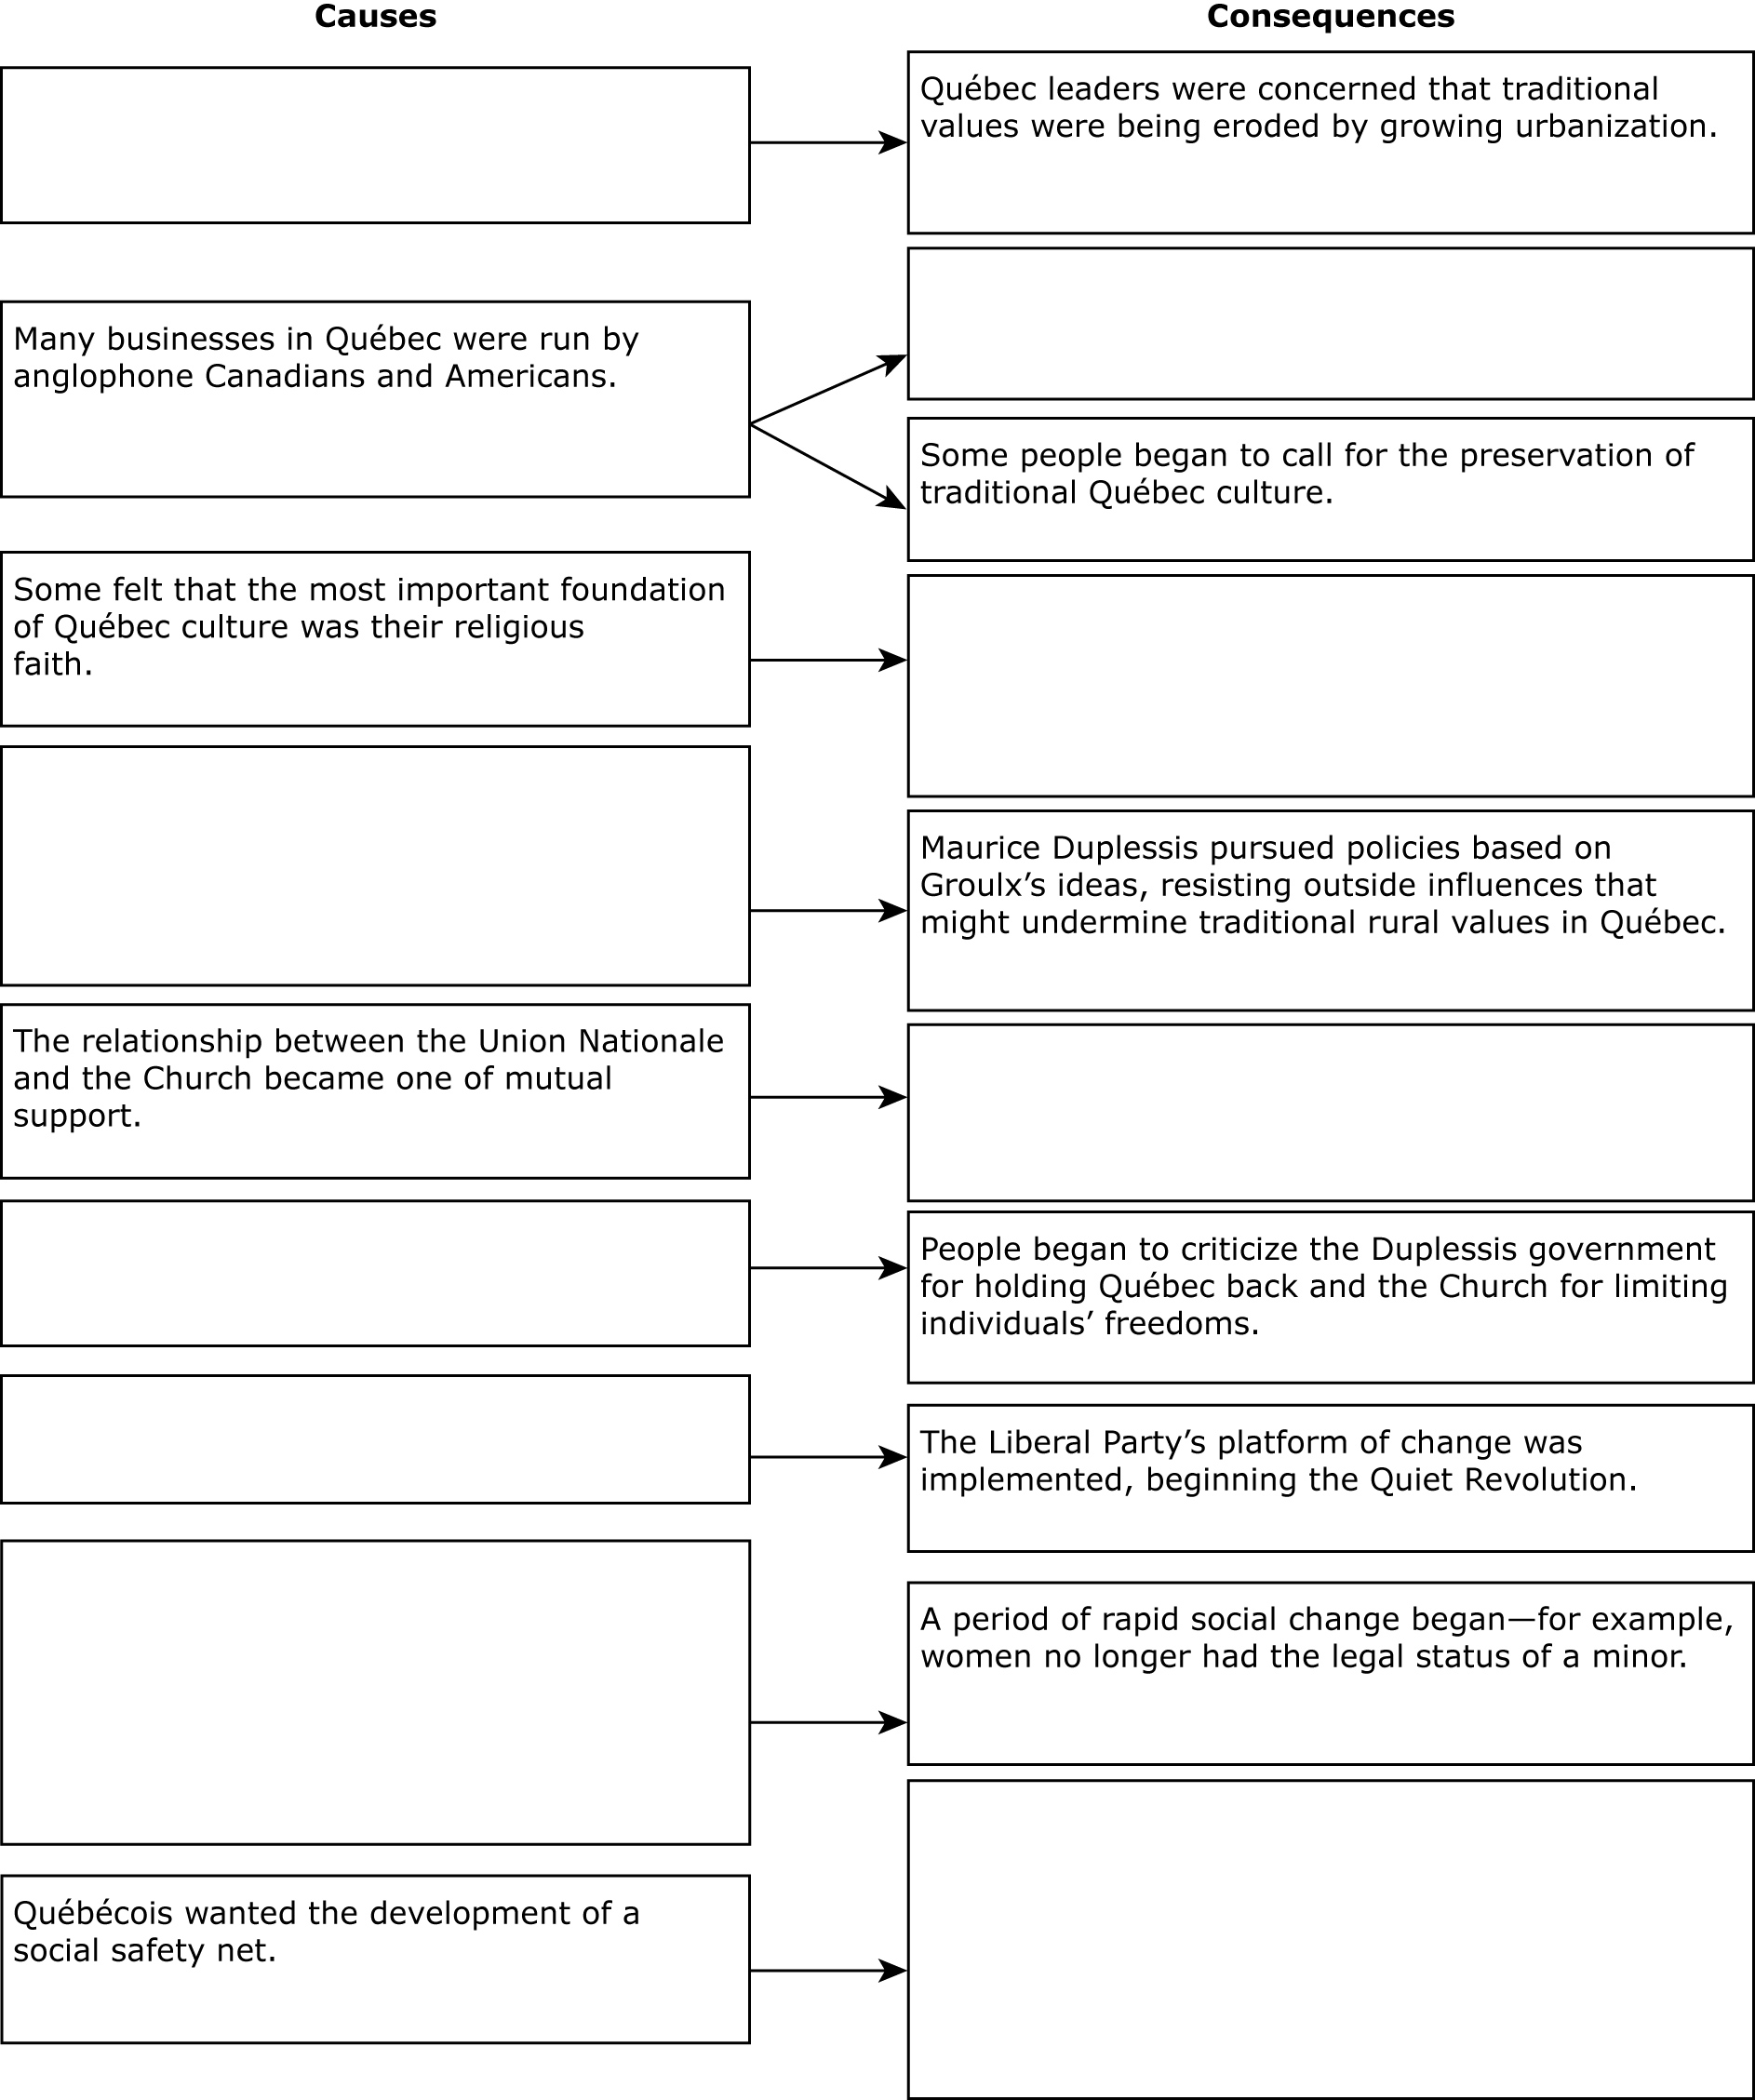 Causes
Consequences
Québec leaders were concerned that traditional
values were being eroded by growing urbanization.
Many businesses in Québec were run by
anglophone Canadians and Americans.
Some people began to call for the preservation of
traditional Québec culture.
Some felt that the most important foundation
of Québec culture was their religious
faith.
Maurice Duplessis pursued policies based on
Groulx’s ideas, resisting outside influences that
might undermine traditional rural values in Québec.
The relationship between the Union Nationale
and the Church became one of mutual
support.
People began to criticize the Duplessis government
for holding Québec back and the Church for limiting
individuals’ freedoms.
The Liberal Party’s platform of change was
implemented, beginning the Quiet Revolution.
A period of rapid social change began—for example,
women no longer had the legal status of a minor.
Québécois wanted the development of a
social safety net.